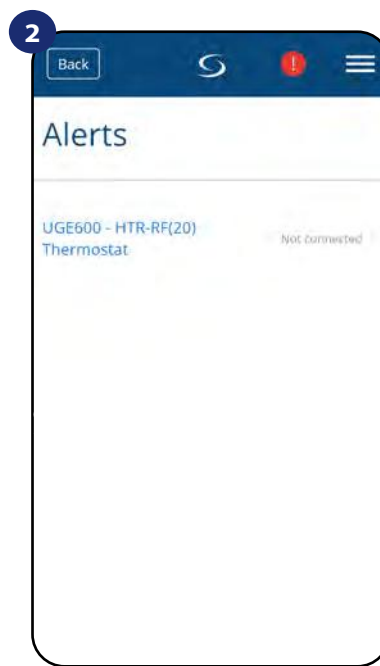 2
Back
Alerts
UGE600 - HTR-RF(20)
Thermostat
Not connected